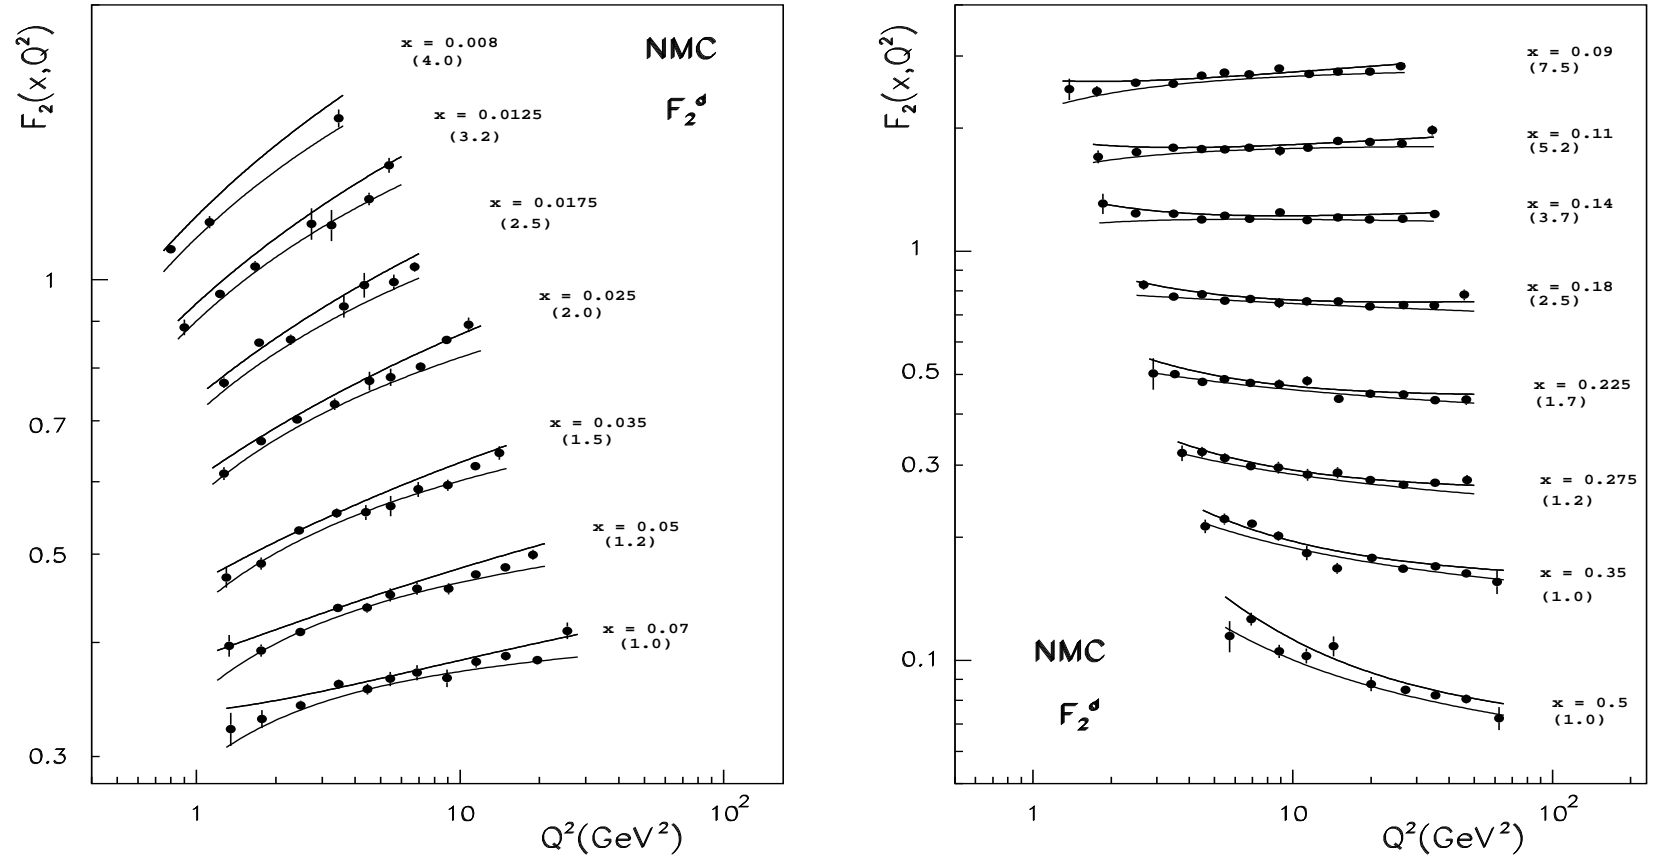 F₂(x,Q²)
x = 0.008
(4.0)
NMC
F₂ᵈ
x = 0.0125
(3.2)
x = 0.0175
(2.5)
x = 0.025
(2.0)
x = 0.035
(1.5)
x = 0.05
(1.2)
x = 0.07
(1.0)
1
0.7
0.5
0.3
1
10
10²
Q²(GeV²)
F₂(x,Q²)
x = 0.09
(7.5)
x = 0.11
(5.2)
x = 0.14
(3.7)
x = 0.18
(2.5)
x = 0.225
(1.7)
x = 0.275
(1.2)
x = 0.35
(1.0)
x = 0.5
(1.0)
NMC
F₂ᵈ
1
0.5
0.3
0.1
1
10
10²
Q²(GeV²)